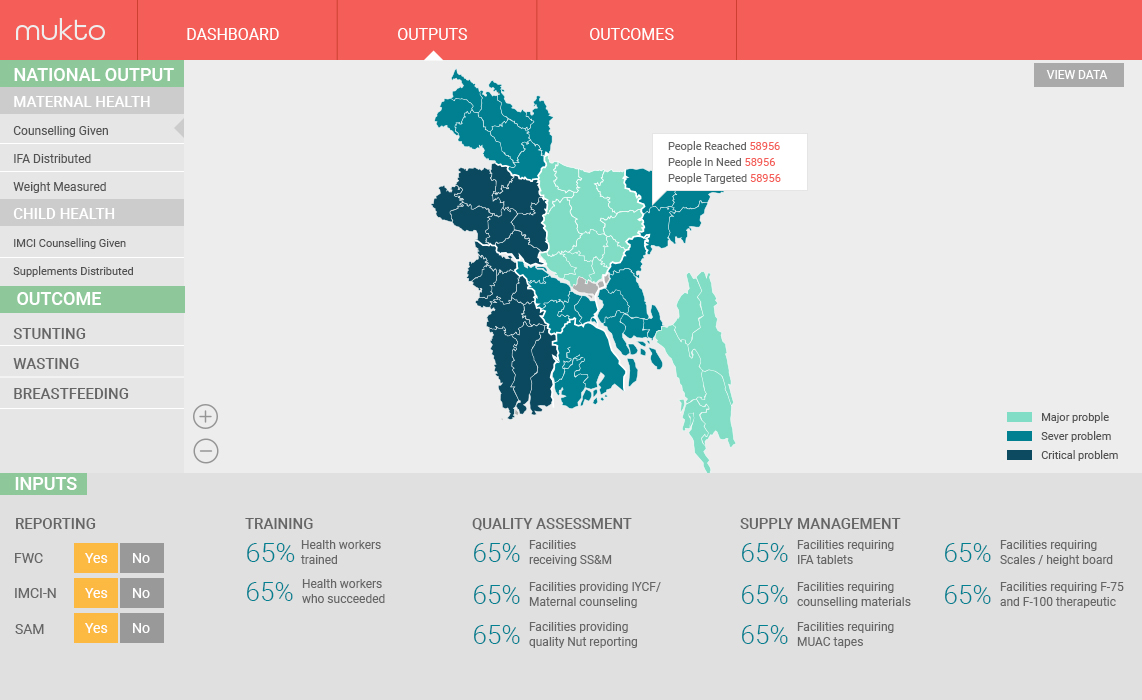 mukto
DASHBOARD
OUTPUTS
OUTCOMES
NATIONAL OUTPUT
MATERNAL HEALTH
Counselling Given
IFA Distributed
Weight Measured
CHILD HEALTH
IMCI Counselling Given
Supplements Distributed
OUTCOME
STUNTING
WASTING
BREASTFEEDING
VIEW DATA
People Reached 58956
People In Need 58956
People Targeted 58956
Major probple
Sever problem
Critical problem
INPUTS
REPORTING
FWC Yes No
IMCI-N Yes No
SAM Yes No
TRAINING
65% Health workers
trained
65% Health workers
who succeeded
QUALITY ASSESSMENT
65% Facilities
receiving SS&M
65% Facilities providing IYCF/
Maternal counseling
65% Facilities providing
quality Nut reporting
SUPPLY MANAGEMENT
65% Facilities requiring
IFA tablets
65% Facilities requiring
counselling materials
65% Facilities requiring
MUAC tapes
65% Facilities requiring
Scales / height board
65% Facilities requiring F-75
and F-100 therapeutic